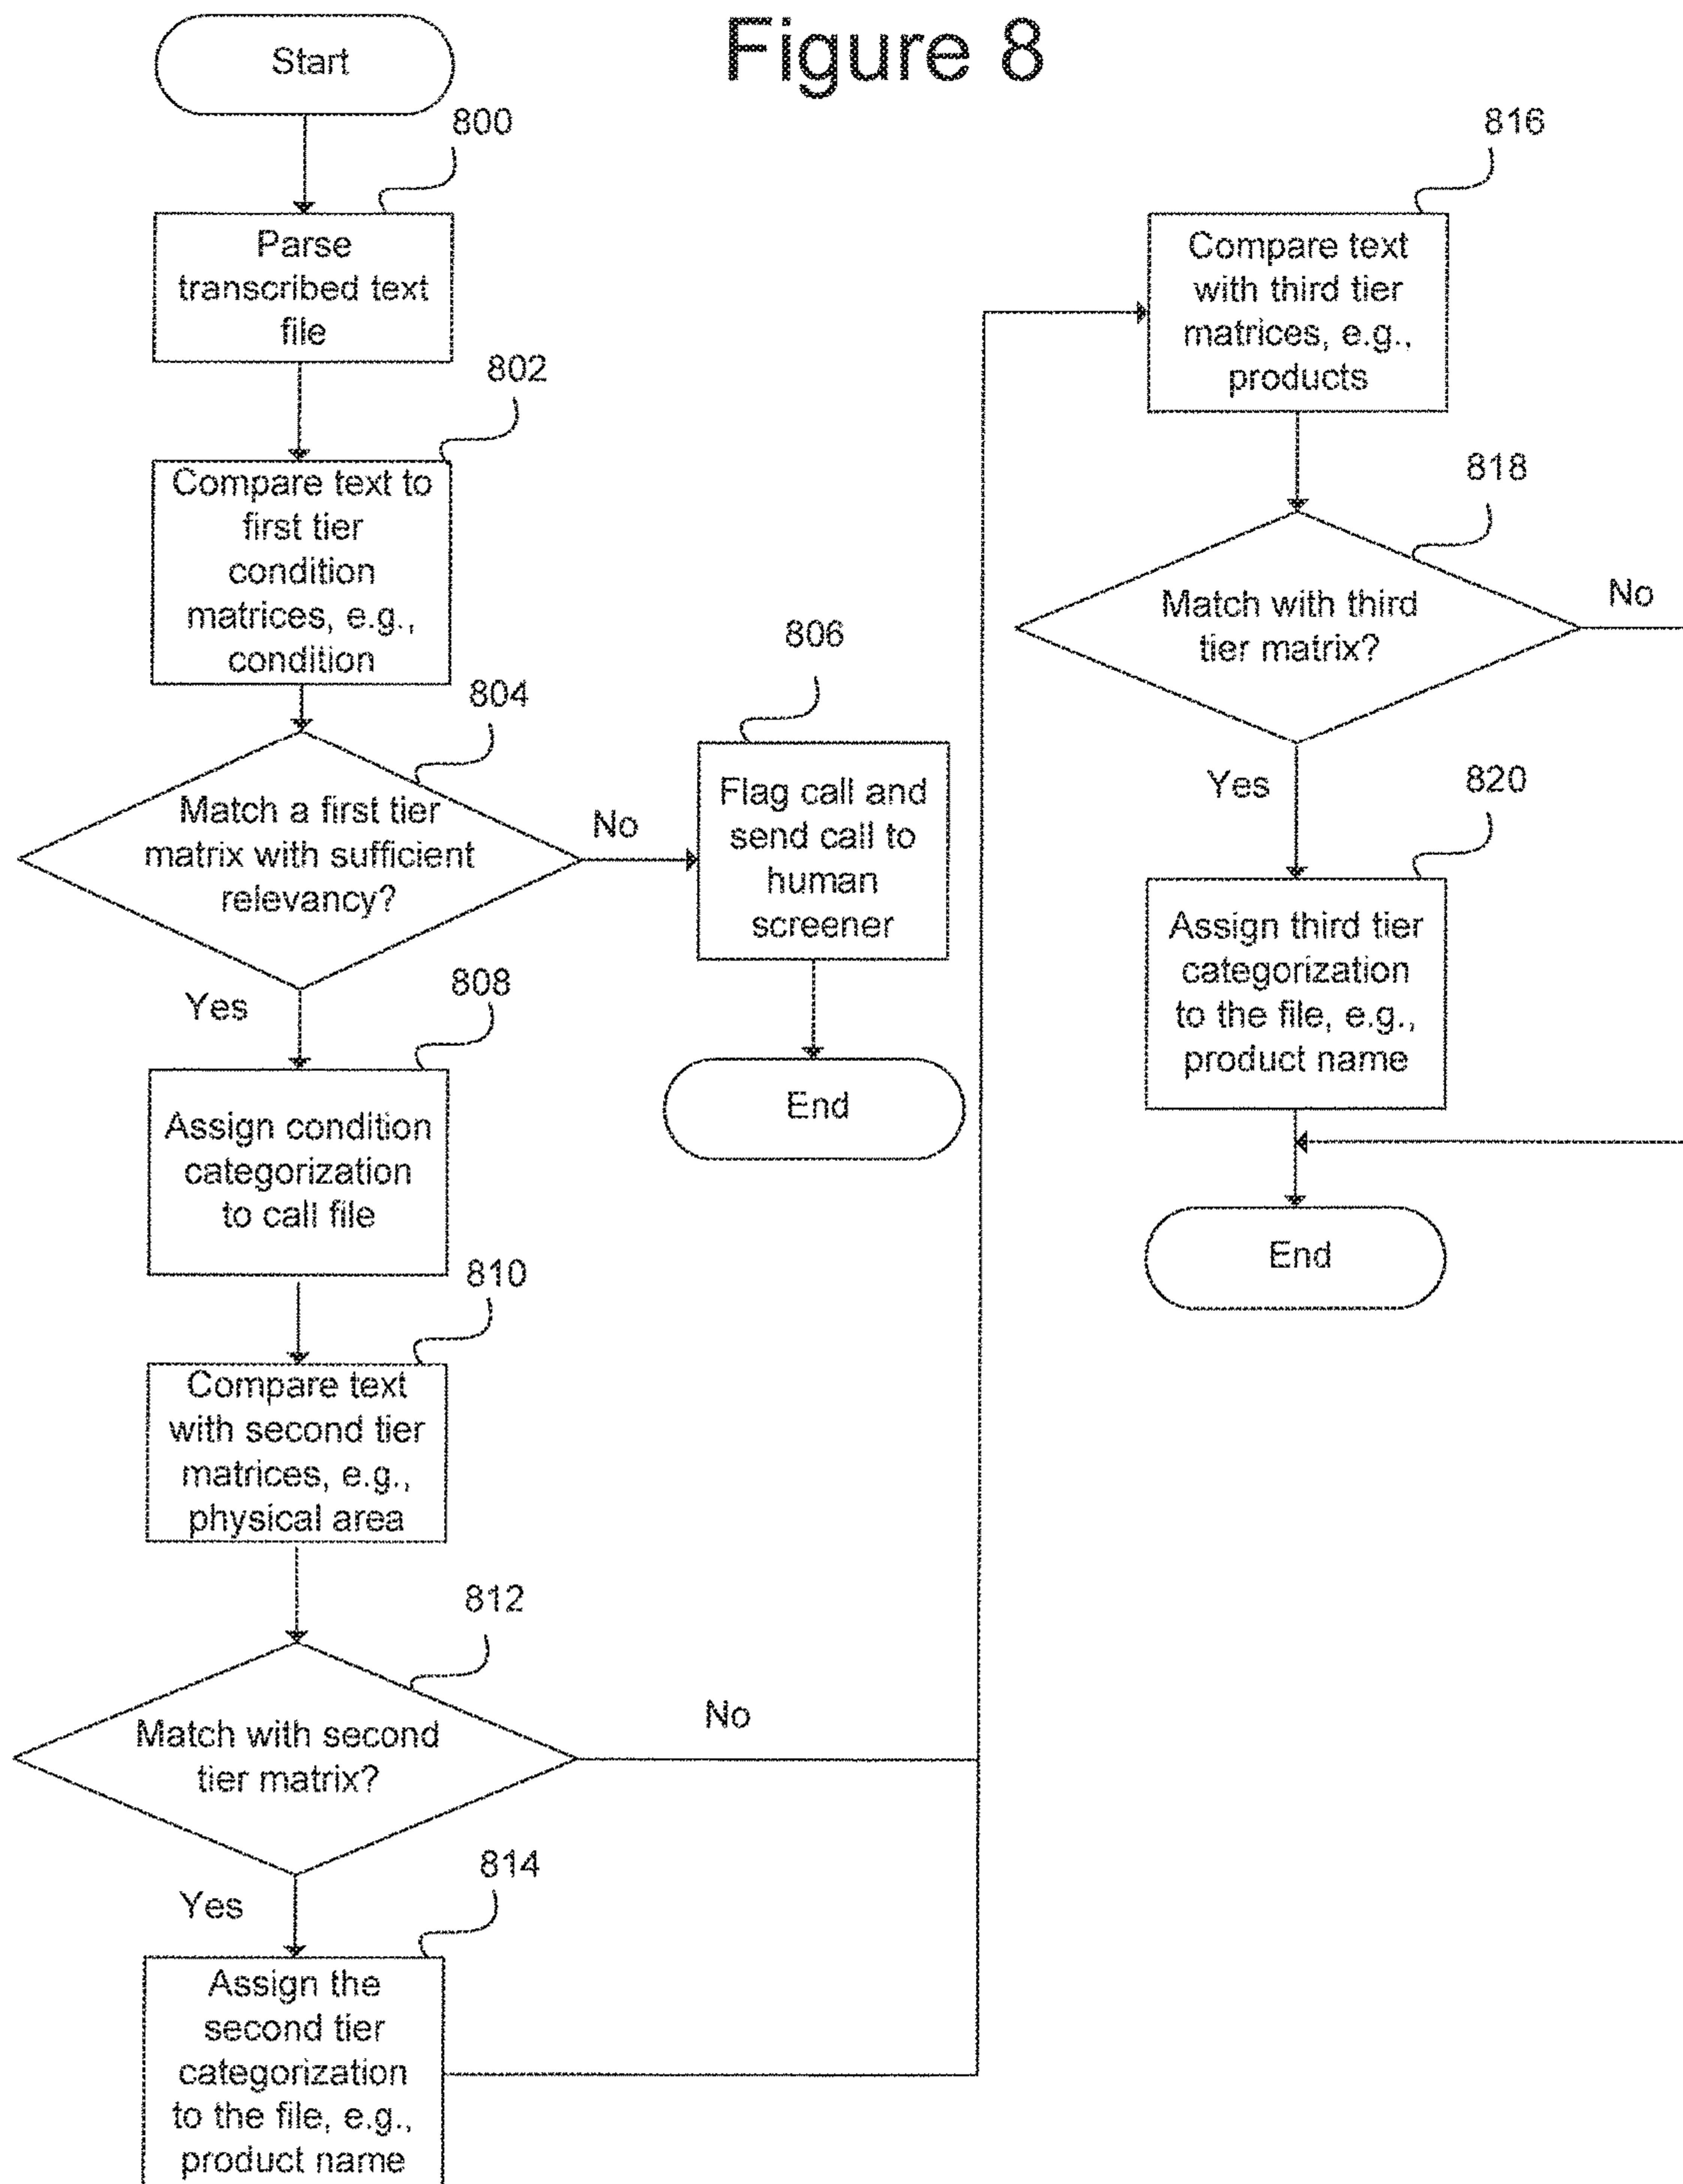 Figure 8
Start
800
Parse
transcribed text
file
802
Compare text to
first tier
condition
matrices, e.g.,
condition
804
Match a first tier
matrix with sufficient
relevancy?
No
806
Flag call and
send call to
human
screener
End
Yes
808
Assign condition
categorization
to call file
810
Compare text
with second tier
matrices, e.g.,
physical area
812
Match with second
tier matrix?
No
Yes
814
Assign the
second tier
categorization
to the file, e.g.,
product name
816
Compare text
with third tier
matrices, e.g.,
products
818
Match with third
tier matrix?
No
Yes
820
Assign third tier
categorization
to the file, e.g.,
product name
End